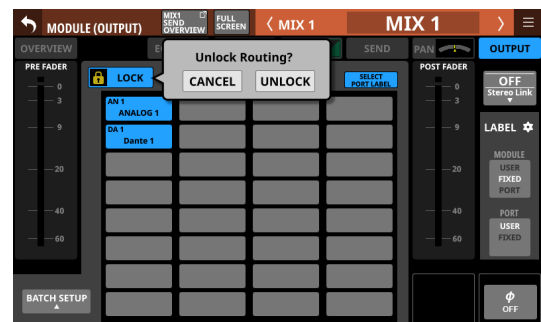 MODULE (OUTPUT)
MIX1
SEND
OVERVIEW
FULL
SCREEN
MIX 1
MIX 1
OVERVIEW
SEND
PAN
OUTPUT
Unlock Routing?
CANCEL
UNLOCK
PRE FADER
LOCK
SELECT
PORT LABEL
POST FADER
OFF
Stereo Link
0
3
9
20
40
60
AN 1
ANALOG 1
DA 1
Dante 1
0
3
9
20
40
60
LABEL
MODULE
USER
FIXED
PORT
PORT
USER
FIXED
BATCH SETUP
ϕ
OFF